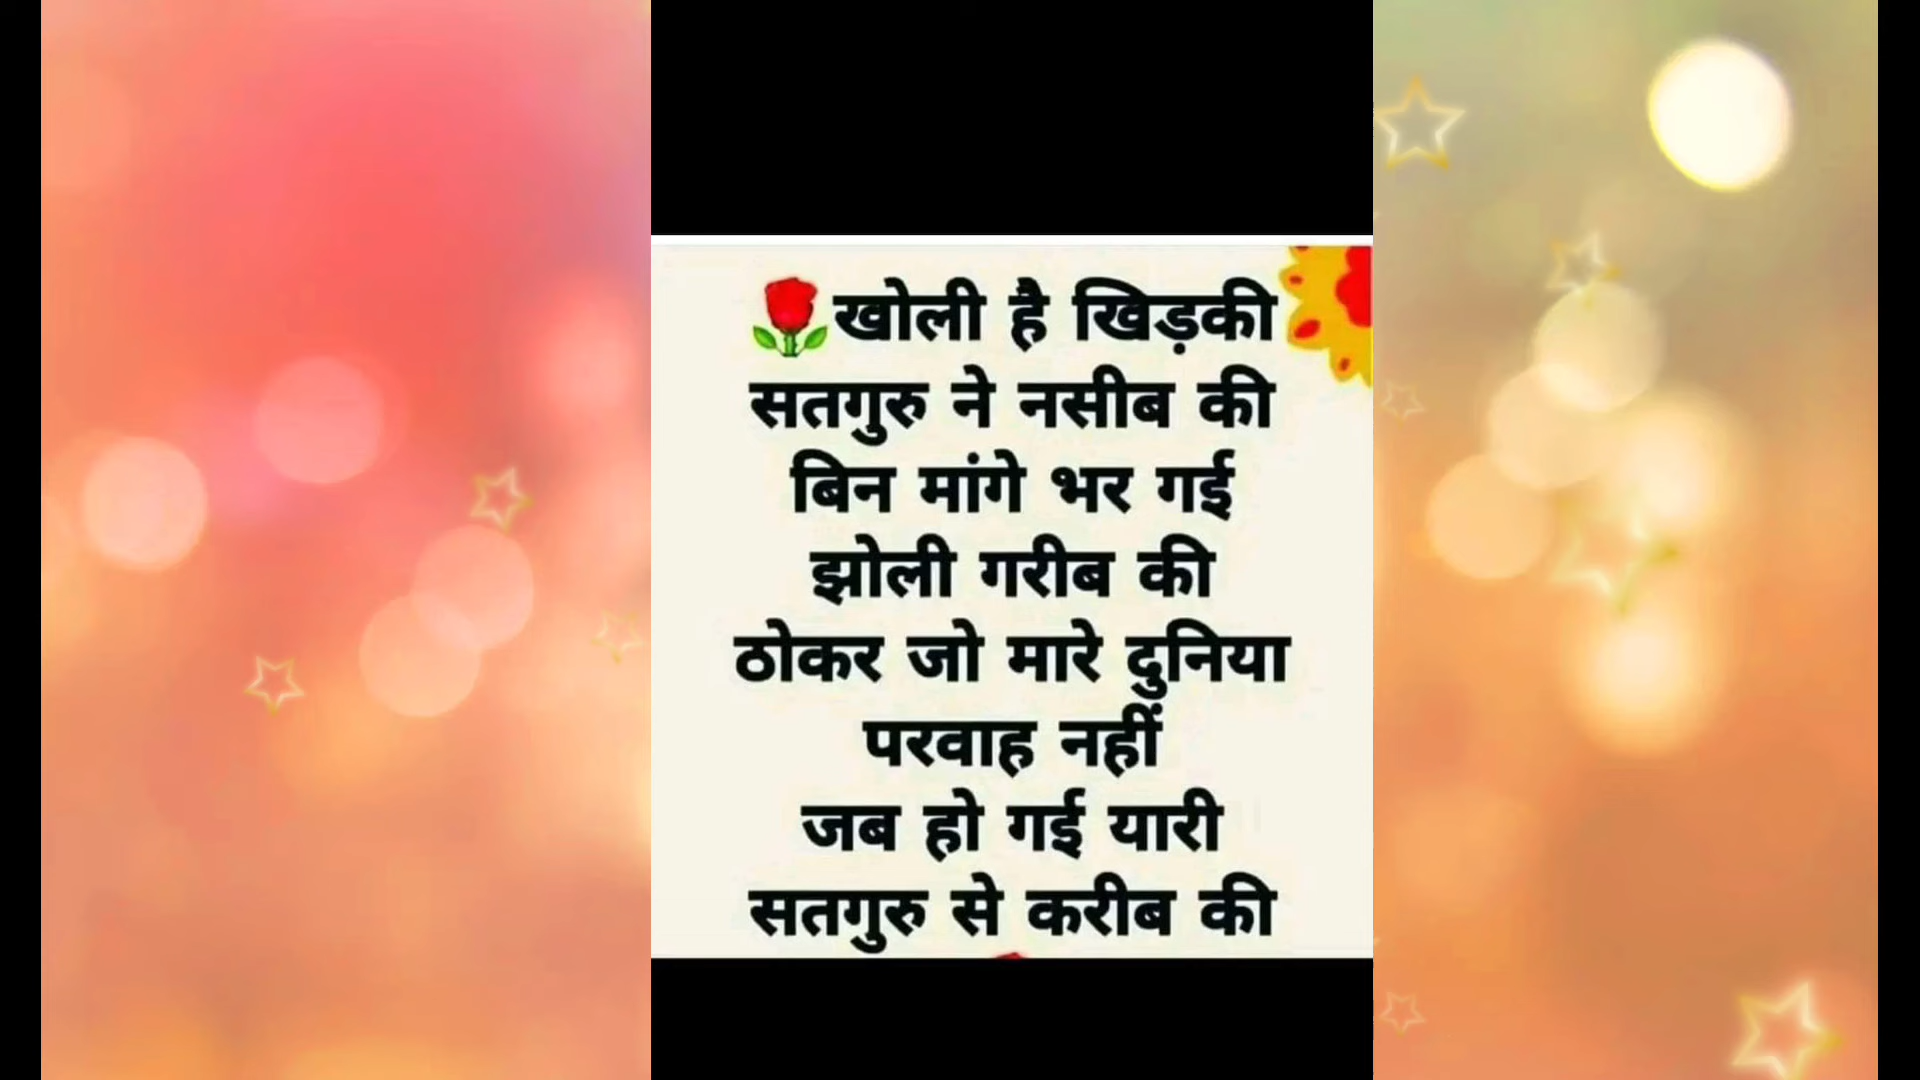 🌹खोली है खिड़की
सतगुरु ने नसीब की
बिन मांगे भर गई
झोली गरीब की
ठोकर जो मारे दुनिया
परवाह नहीं
जब हो गई यारी
सतगुरु से करीब की